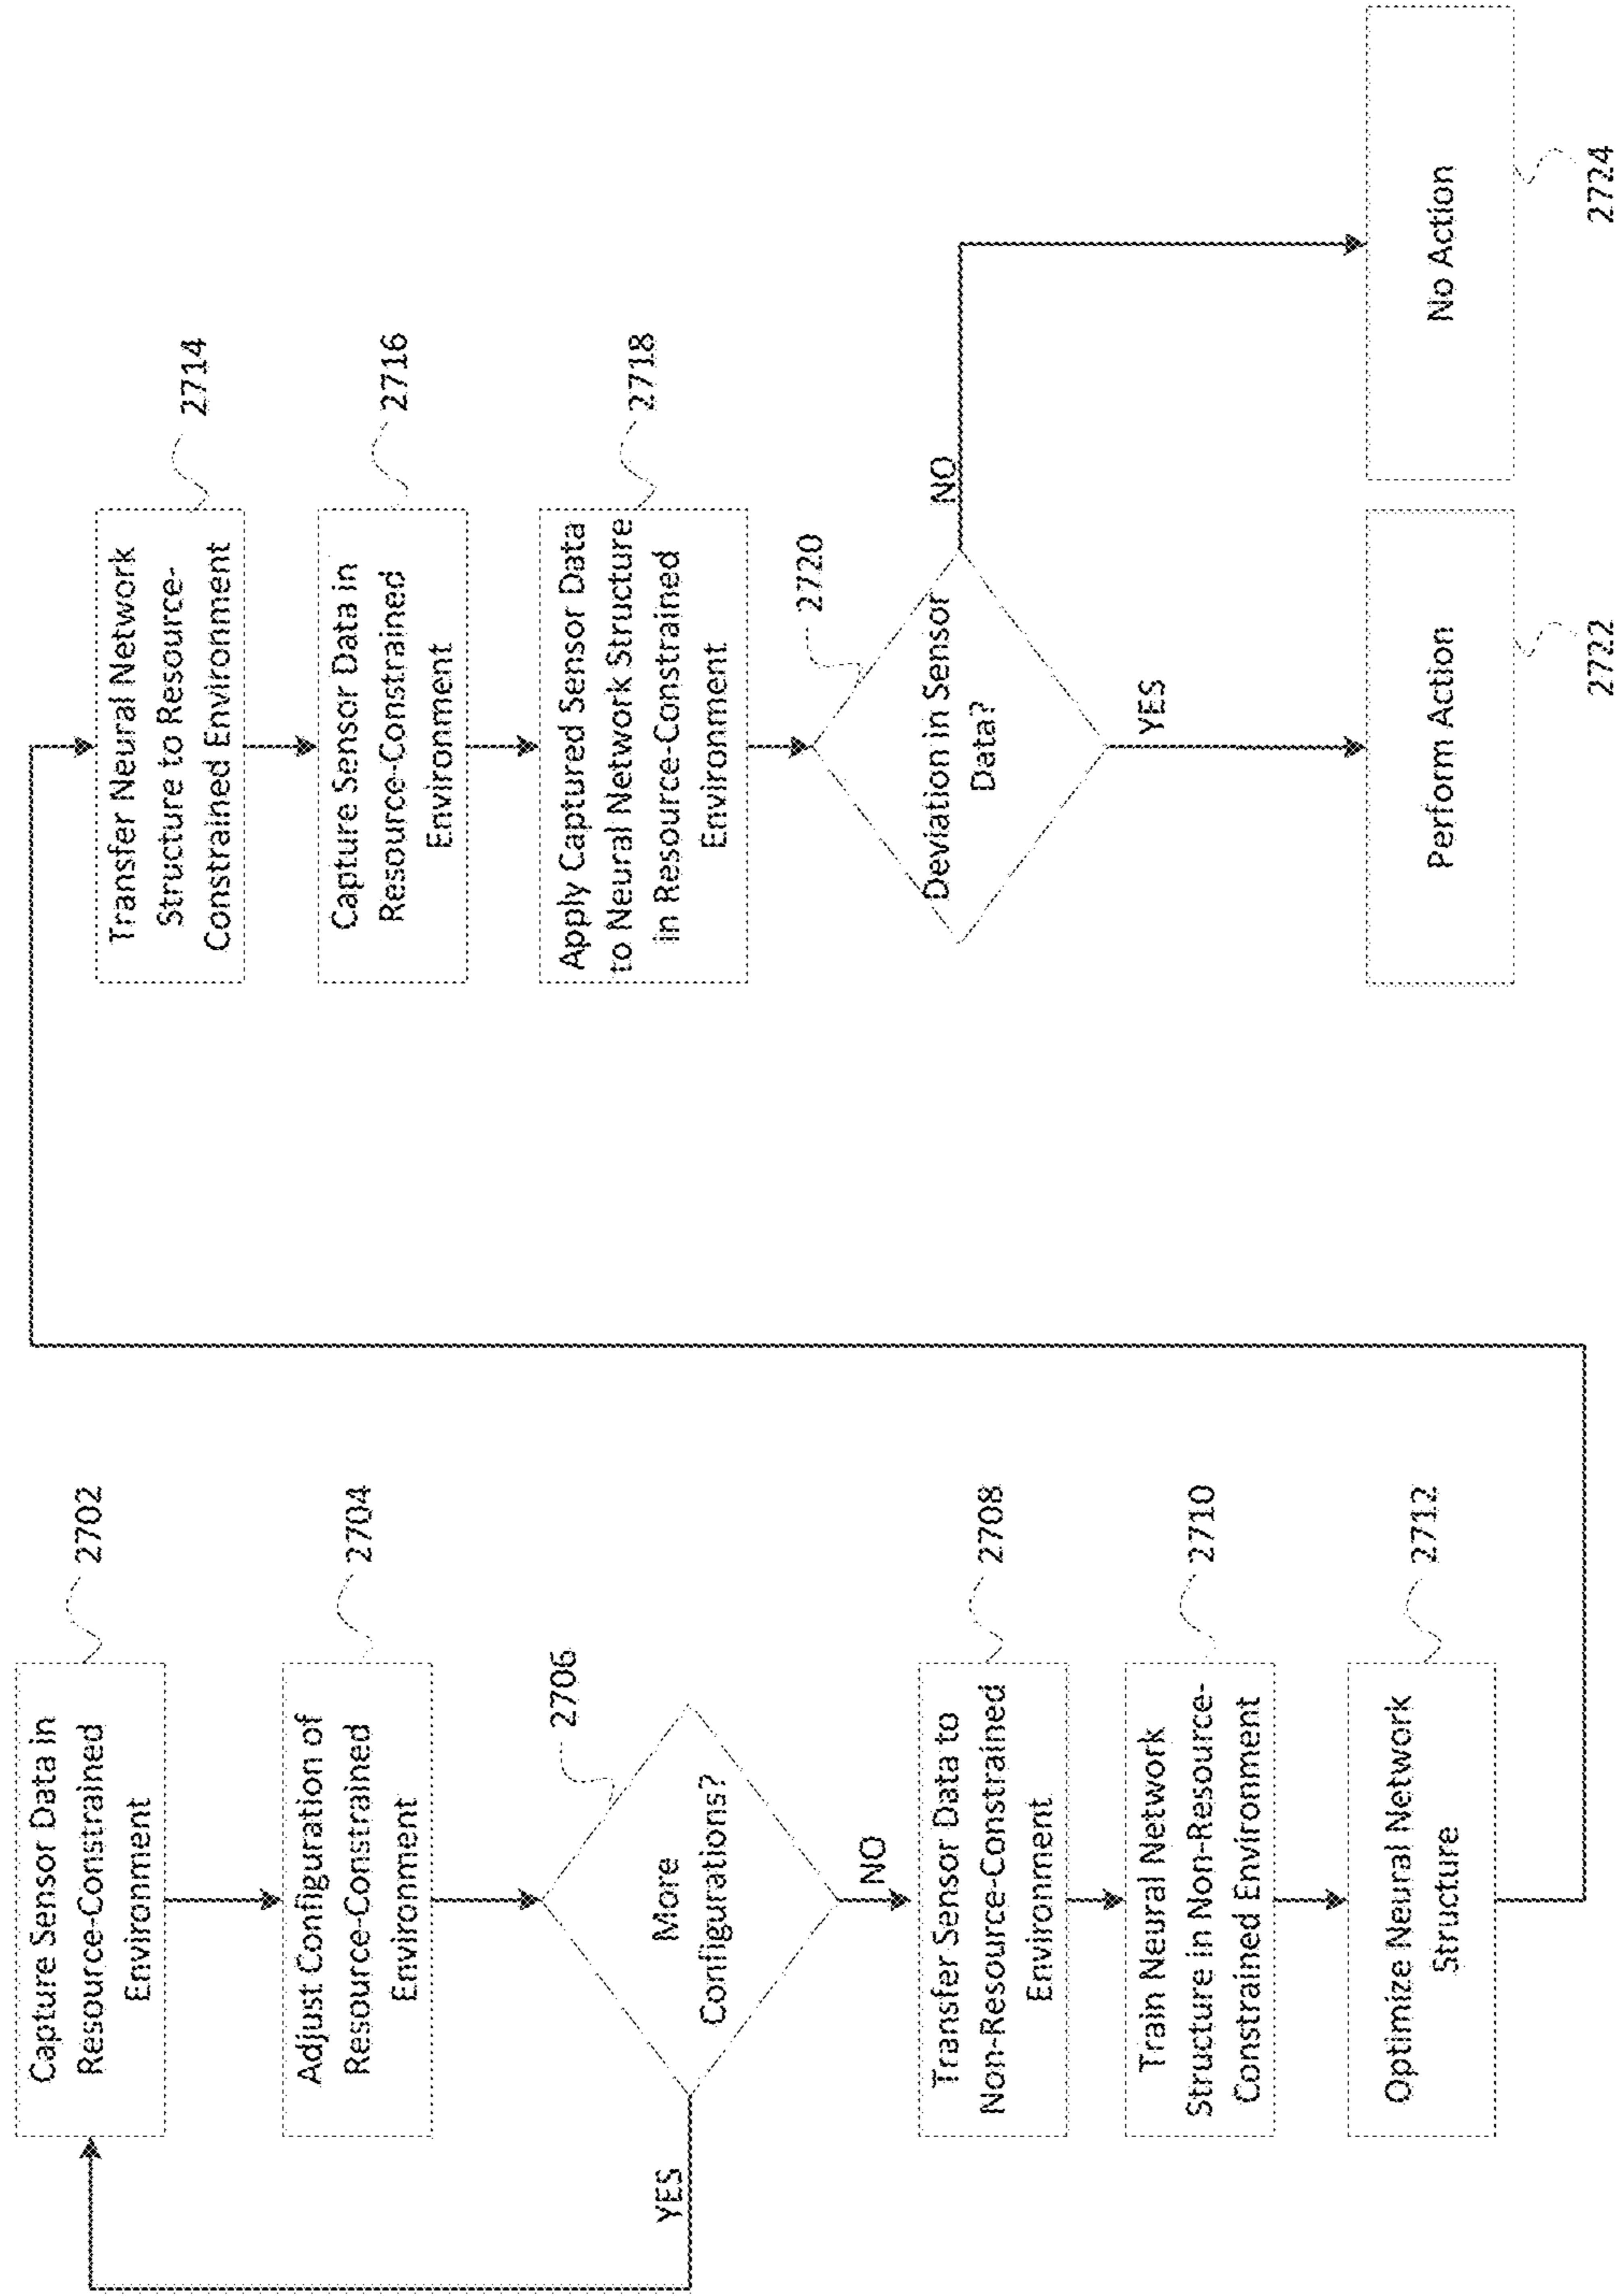 Capture Sensor Data in
Resource-Constrained
Environment
2702
Adjust Configuration of
Resource-Constrained
Environment
2704
More
Configurations?
2706
YES
NO
Transfer Sensor Data to
Non-Resource-Constrained
Environment
2708
Train Neural Network
Structure in Non-Resource-
Constrained Environment
2710
Optimize Neural Network
Structure
2712
Transfer Neural Network
Structure to Resource-
Constrained Environment
2714
Capture Sensor Data in
Resource-Constrained
Environment
2716
Apply Captured Sensor Data
to Neural Network Structure
in Resource-Constrained
Environment
2718
Deviation in Sensor
Data?
2720
NO
YES
Perform Action
2722
No Action
2724